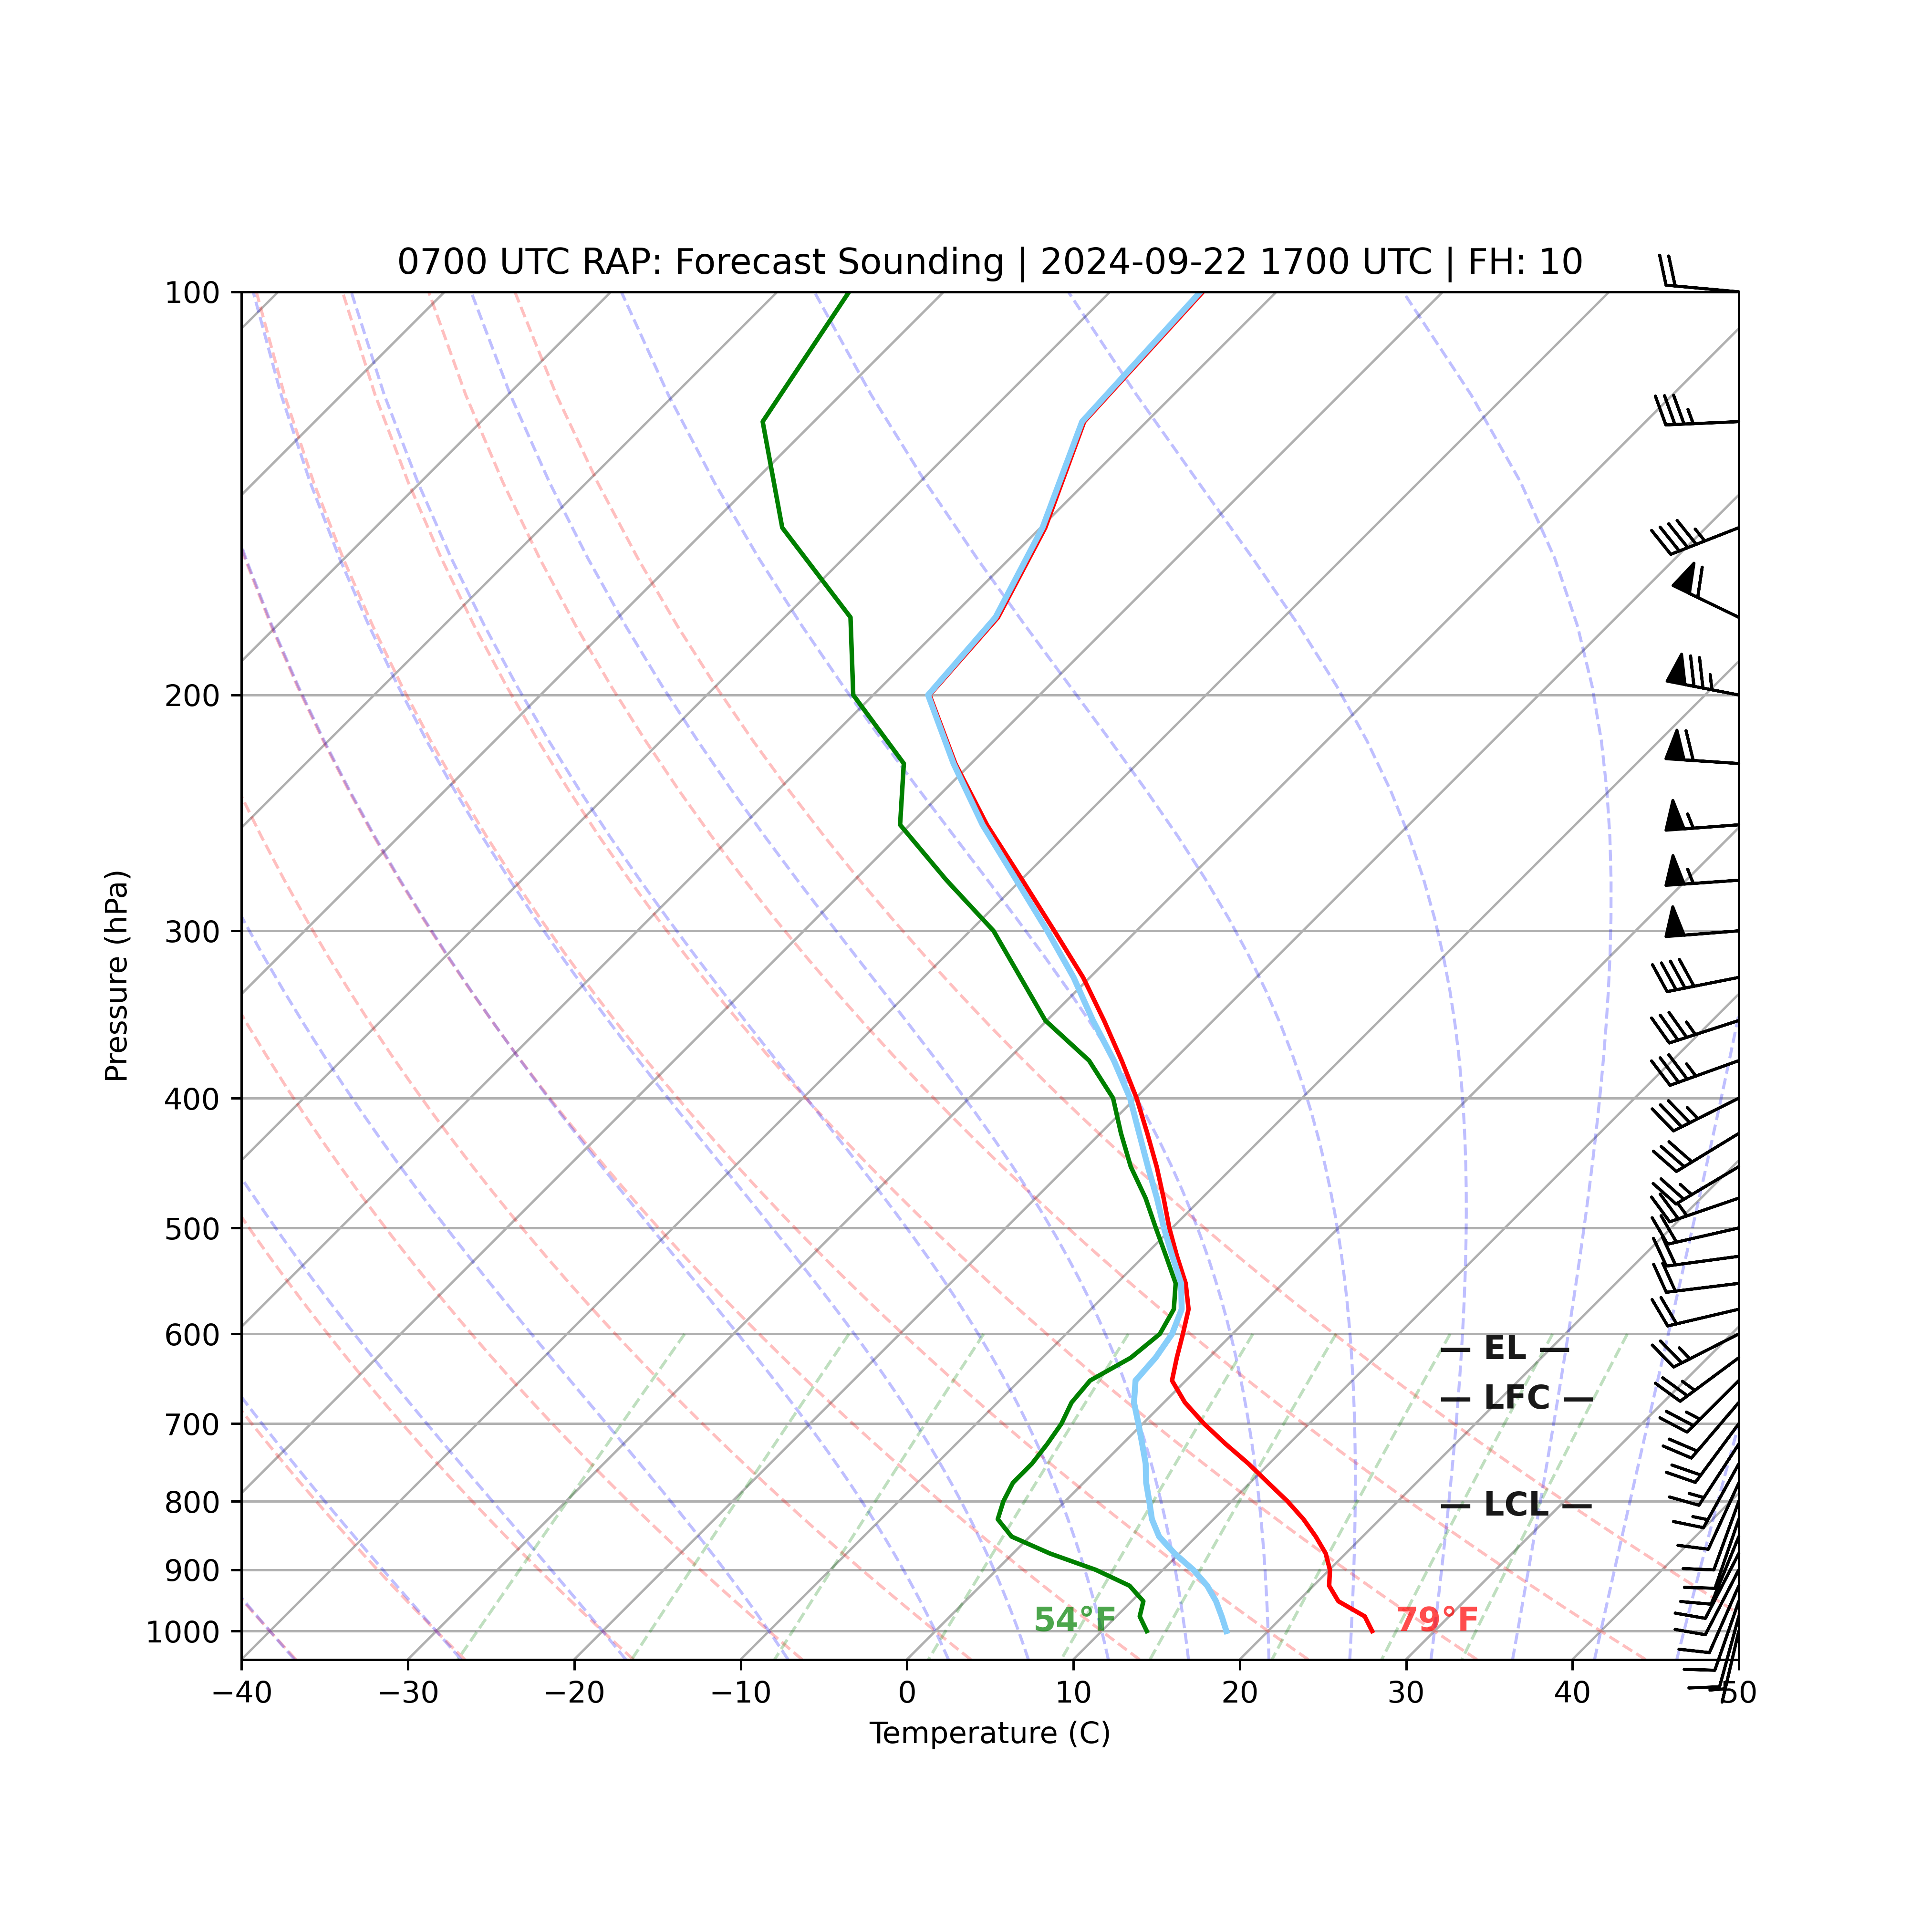 0700 UTC RAP: Forecast Sounding | 2024-09-22 1700 UTC | FH: 10
100
200
300
400
500
600
700
800
900
1000
Pressure (hPa)
— EL —
— LFC —
— LCL —
54°F
79°F
−40 −30 −20 −10 0 10 20 30 40 50
Temperature (C)